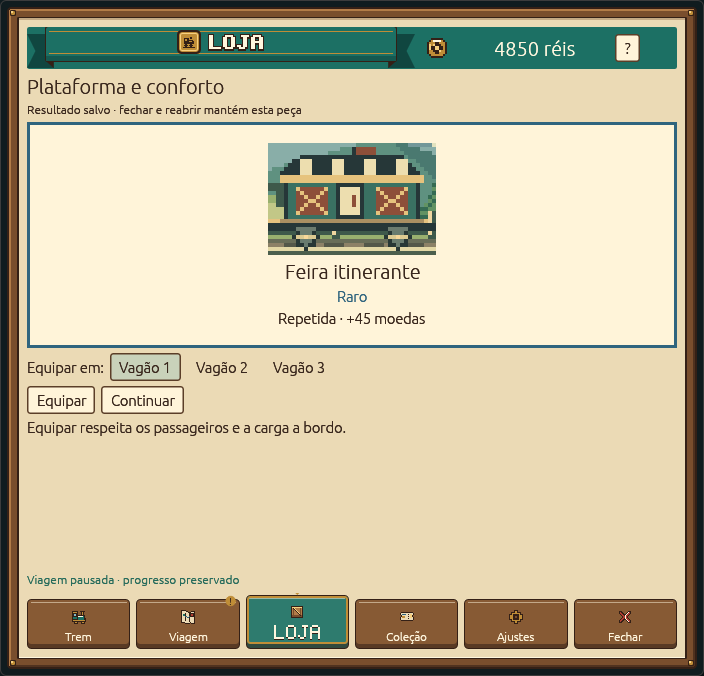 LOJA
4850 réis
?
Plataforma e conforto
Resultado salvo · fechar e reabrir mantém esta peça
Feira itinerante
Raro
Repetida · +45 moedas
Equipar em: Vagão 1 Vagão 2 Vagão 3
Equipar Continuar
Equipar respeita os passageiros e a carga a bordo.
Viagem pausada · progresso preservado
!
Trem Viagem LOJA Coleção Ajustes Fechar